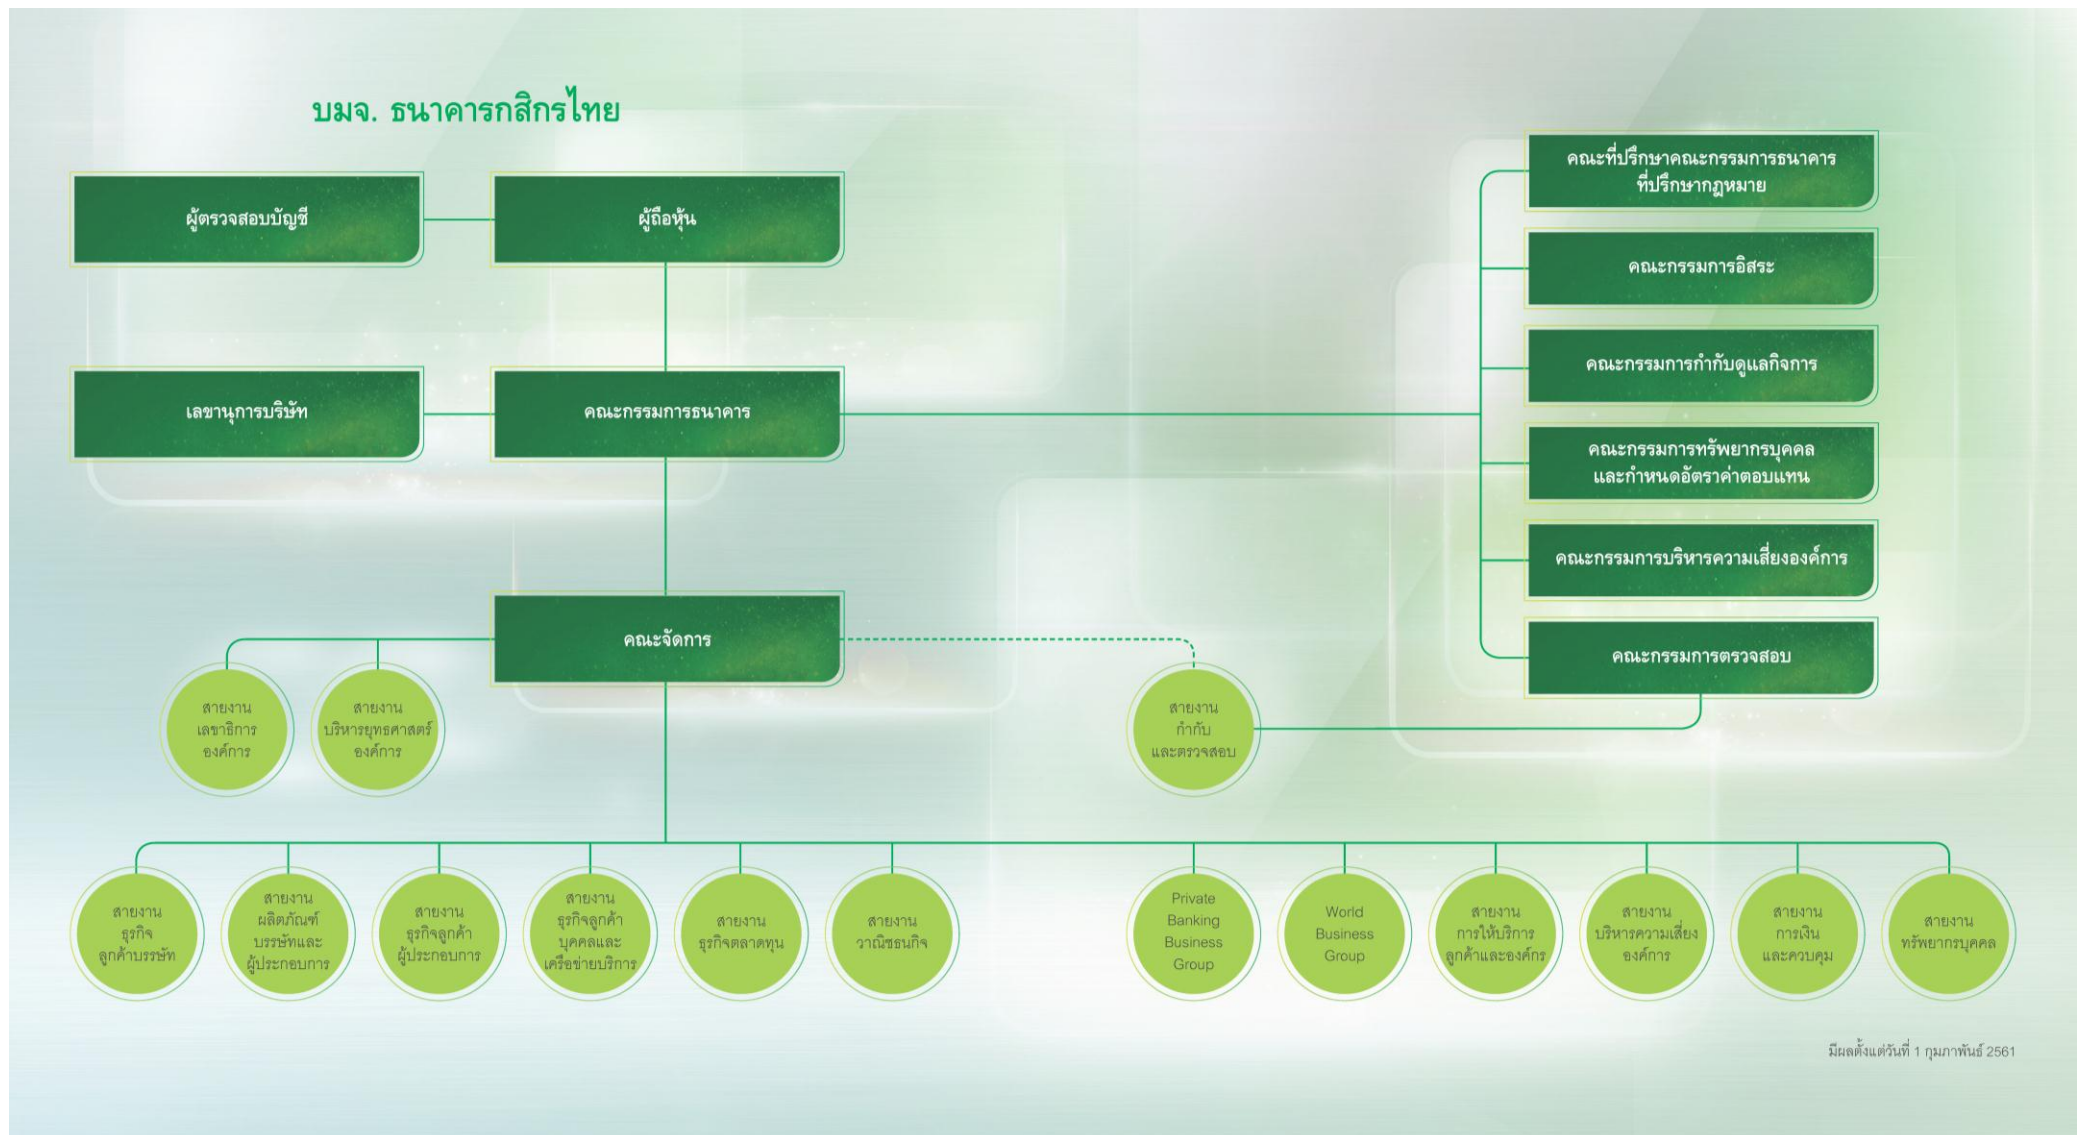 บมจ. ธนาคารกสิกรไทย
ผู้ตรวจสอบบัญชี
ผู้ถือหุ้น
คณะที่ปรึกษาคณะกรรมการธนาคาร
ที่ปรึกษากฎหมาย
คณะกรรมการอิสระ
คณะกรรมการกำกับดูแลกิจการ
เลขานุการบริษัท
คณะกรรมการธนาคาร
คณะกรรมการทรัพยากรบุคคล
และกำหนดอัตราค่าตอบแทน
คณะกรรมการบริหารความเสี่ยงองค์การ
คณะจัดการ
คณะกรรมการตรวจสอบ
สายงาน
เลขาธิการ
องค์การ
สายงาน
บริหารยุทธศาสตร์
องค์การ
สายงาน
กำกับ
และตรวจสอบ
สายงาน
ธุรกิจ
ลูกค้าบรรษัท
สายงาน
ผลิตภัณฑ์
บรรษัทและ
ผู้ประกอบการ
สายงาน
ธุรกิจลูกค้า
ผู้ประกอบการ
สายงาน
ธุรกิจลูกค้า
บุคคลและ
เครือข่ายบริการ
สายงาน
ธุรกิจตลาดทุน
สายงาน
วาณิชธนกิจ
Private
Banking
Business
Group
World
Business
Group
สายงาน
การให้บริการ
ลูกค้าและองค์กร
สายงาน
บริหารความเสี่ยง
องค์การ
สายงาน
การเงิน
และควบคุม
สายงาน
ทรัพยากรบุคคล
มีผลตั้งแต่วันที่ 1 กุมภาพันธ์ 2561